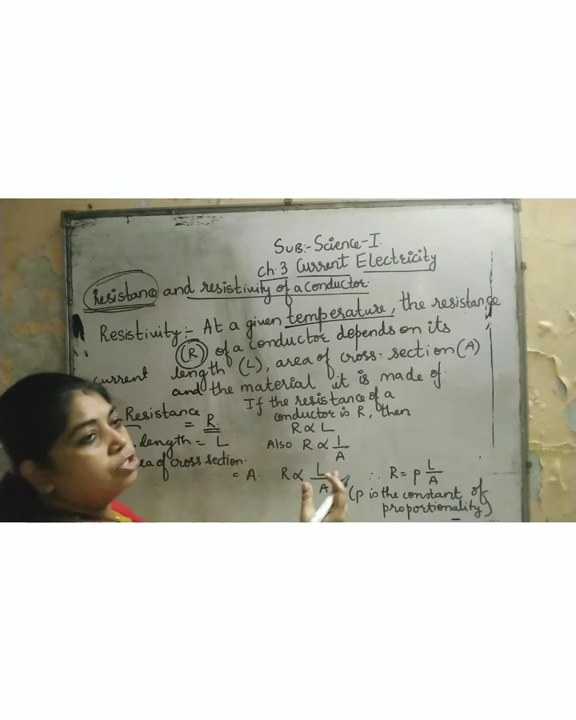 SUB:- Science-I.
ch:3 Current Electricity
Resistance and resistivity of a conductor.
Resistivity:- At a given temperature, the resistance
(R) of a conductor depends on its
length (L), area of cross-section (A)
and the material it is made of.
current
If the resistance of a
conductor is R, then
R ∝ L
Also R ∝ 1/A
R ∝ L/A
∴ R = ρ L/A
(ρ is the constant of
proportionality)
Resistance = R
length = L
area of cross section.
= A.